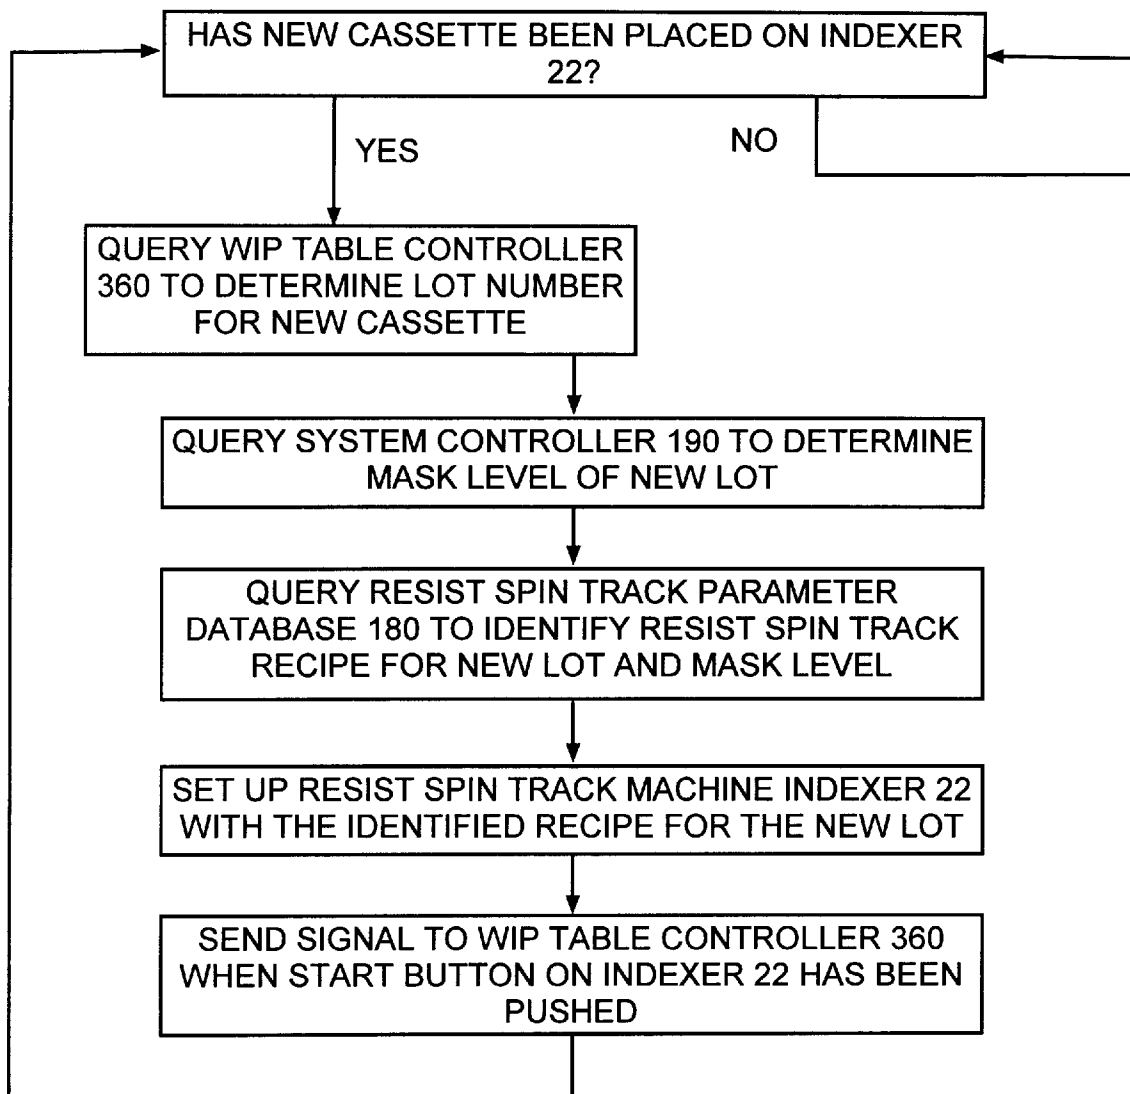 HAS NEW CASSETTE BEEN PLACED ON INDEXER
22?
YES
NO
QUERY WIP TABLE CONTROLLER
360 TO DETERMINE LOT NUMBER
FOR NEW CASSETTE
QUERY SYSTEM CONTROLLER 190 TO DETERMINE
MASK LEVEL OF NEW LOT
QUERY RESIST SPIN TRACK PARAMETER
DATABASE 180 TO IDENTIFY RESIST SPIN TRACK
RECIPE FOR NEW LOT AND MASK LEVEL
SET UP RESIST SPIN TRACK MACHINE INDEXER 22
WITH THE IDENTIFIED RECIPE FOR THE NEW LOT
SEND SIGNAL TO WIP TABLE CONTROLLER 360
WHEN START BUTTON ON INDEXER 22 HAS BEEN
PUSHED